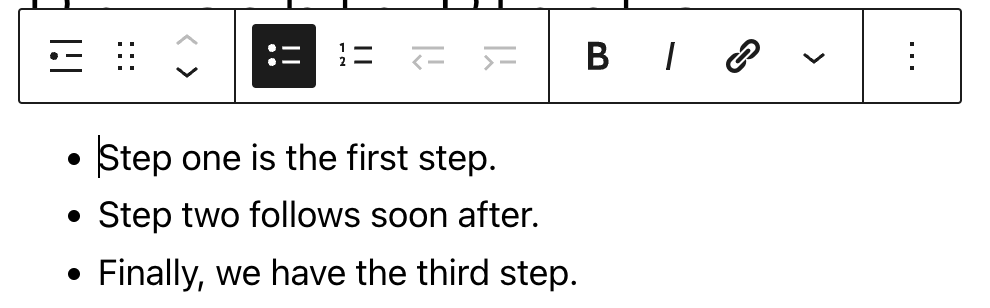 B I
• Step one is the first step.
• Step two follows soon after.
• Finally, we have the third step.